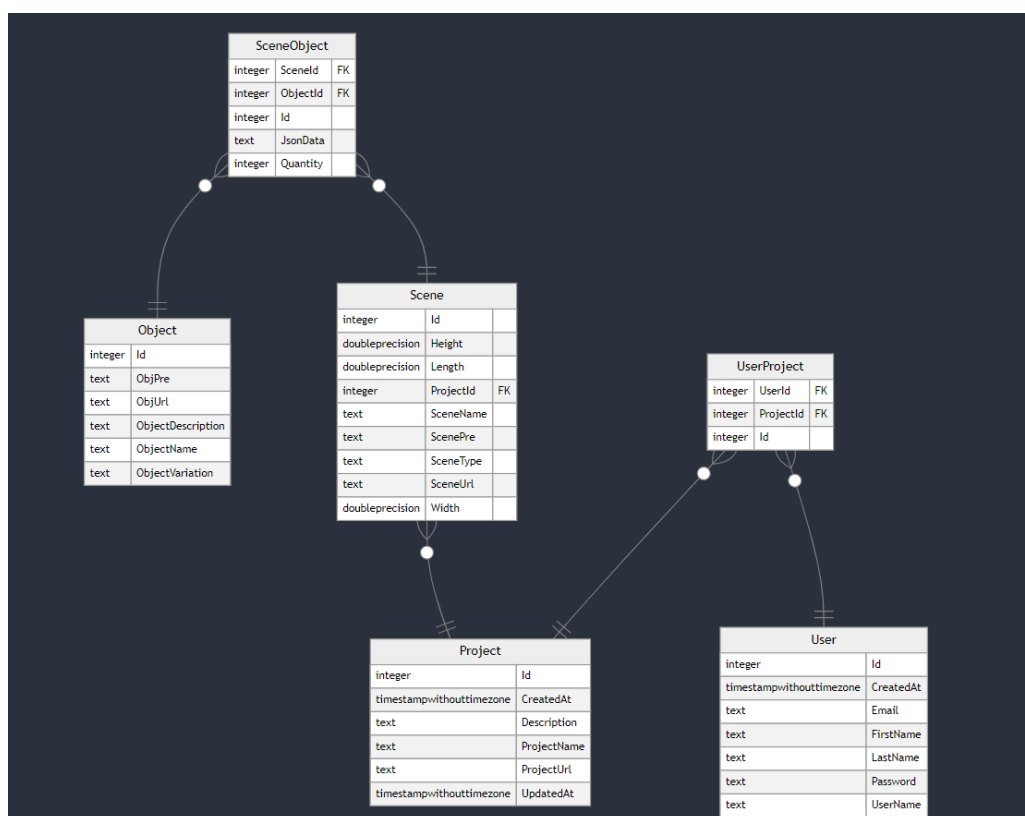 SceneObject
integer SceneId FK
integer ObjectId FK
integer Id
text JsonData
integer Quantity
Object
integer Id
text ObjPre
text ObjUrl
text ObjectDescription
text ObjectName
text ObjectVariation
Scene
integer Id
doubleprecision Height
doubleprecision Length
integer ProjectId FK
text SceneName
text ScenePre
text SceneType
text SceneUrl
doubleprecision Width
UserProject
integer UserId FK
integer ProjectId FK
integer Id
Project
integer Id
timestampwithouttimezone CreatedAt
text Description
text ProjectName
text ProjectUrl
timestampwithouttimezone UpdatedAt
User
integer Id
timestampwithouttimezone CreatedAt
text Email
text FirstName
text LastName
text Password
text UserName